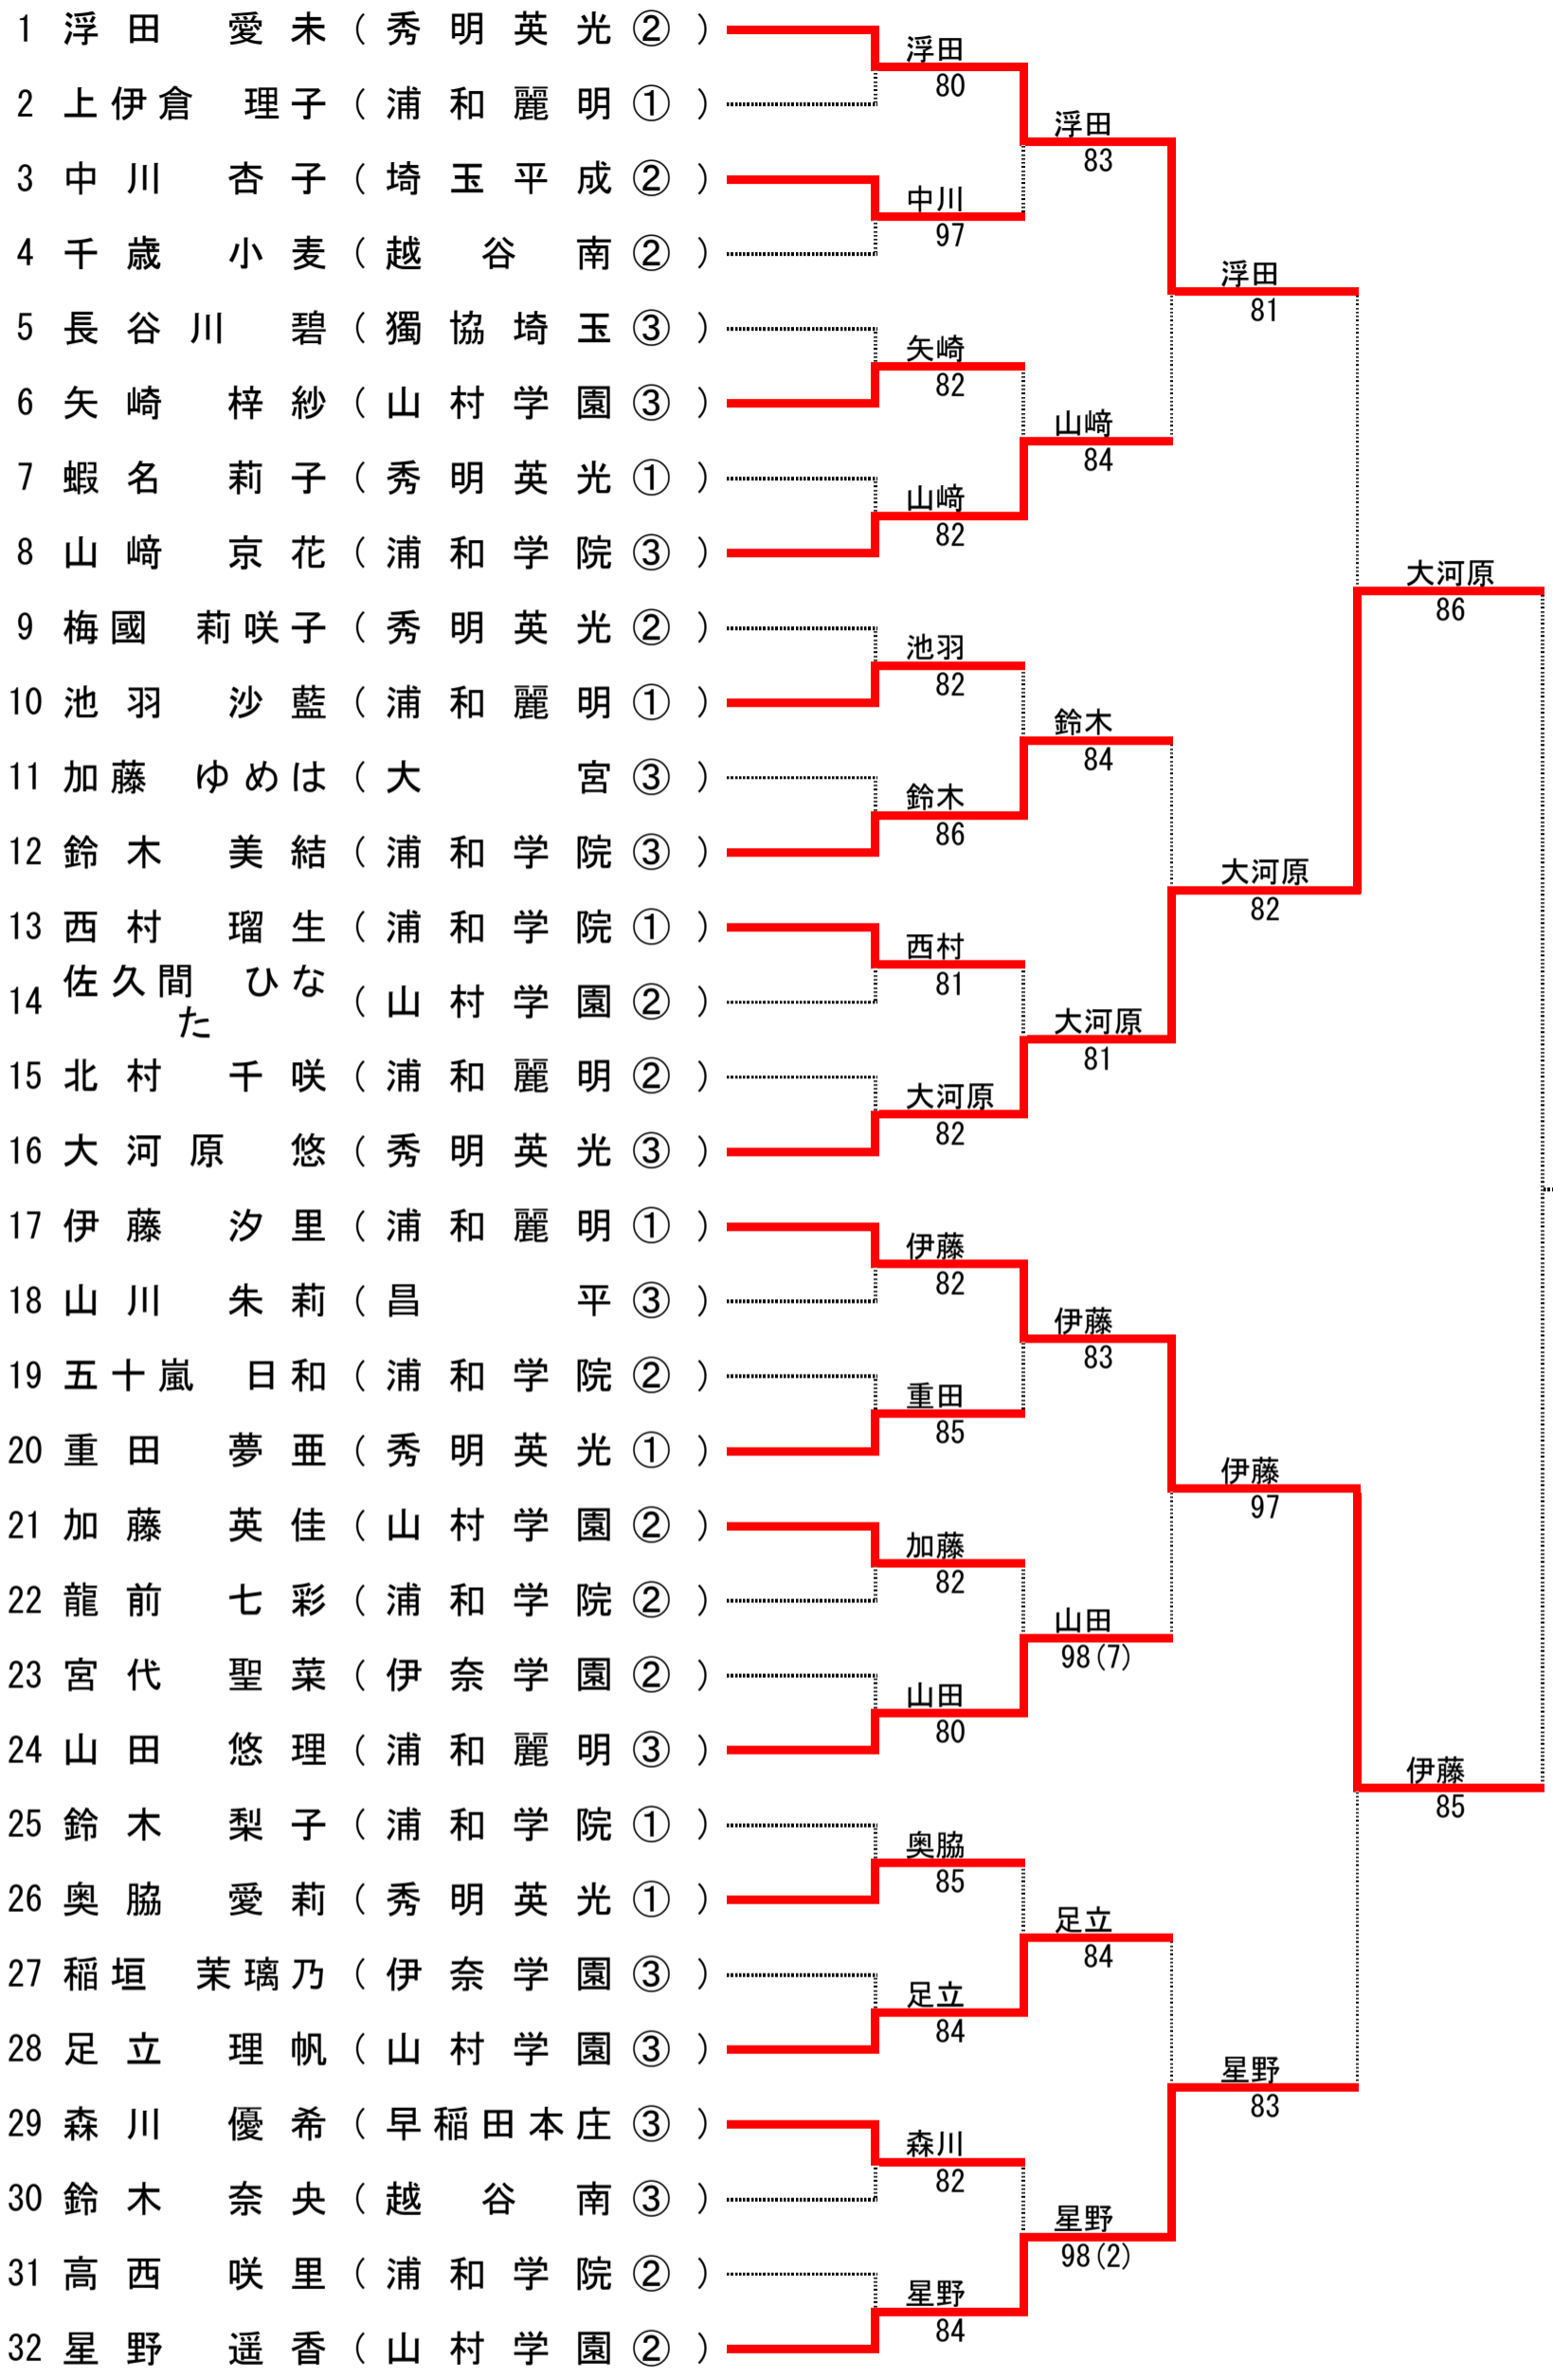 1 浮田 愛未 (秀明英光②)
2 上伊倉 理子 (浦和麗明①)
3 中川 杏子 (埼玉平成②)
4 千歳 小麦 (越谷南②)
5 長谷川 碧 (獨協埼玉③)
6 矢崎 梓紗 (山村学園③)
7 蝦名 莉子 (秀明英光①)
8 山﨑 京花 (浦和学院③)
9 梅國 莉咲子 (秀明英光②)
10 池羽 沙藍 (浦和麗明①)
11 加藤 ゆめは (大宮③)
12 鈴木 美結 (浦和学院③)
13 西村 瑠生 (浦和学院①)
14 佐久間 ひな
た (山村学園②)
15 北村 千咲 (浦和麗明②)
16 大河原 悠 (秀明英光③)
17 伊藤 汐里 (浦和麗明①)
18 山川 朱莉 (昌平③)
19 五十嵐 日和 (浦和学院②)
20 重田 夢亜 (秀明英光①)
21 加藤 英佳 (山村学園②)
22 龍前 七彩 (浦和学院②)
23 宮代 聖菜 (伊奈学園②)
24 山田 悠理 (浦和麗明③)
25 鈴木 梨子 (浦和学院①)
26 奥脇 愛莉 (秀明英光①)
27 稲垣 茉璃乃 (伊奈学園③)
28 足立 理帆 (山村学園③)
29 森川 優希 (早稲田本庄③)
30 鈴木 奈央 (越谷南③)
31 高西 咲里 (浦和学院②)
32 星野 遥香 (山村学園②)
浮田
80
中川
97
矢崎
82
山﨑
82
池羽
82
鈴木
86
西村
81
大河原
82
伊藤
82
重田
85
加藤
82
山田
80
奥脇
85
足立
84
森川
82
星野
84
浮田
83
山﨑
84
鈴木
84
大河原
81
伊藤
83
山田
98(7)
足立
84
星野
98(2)
浮田
81
大河原
82
伊藤
97
星野
83
大河原
86
伊藤
85